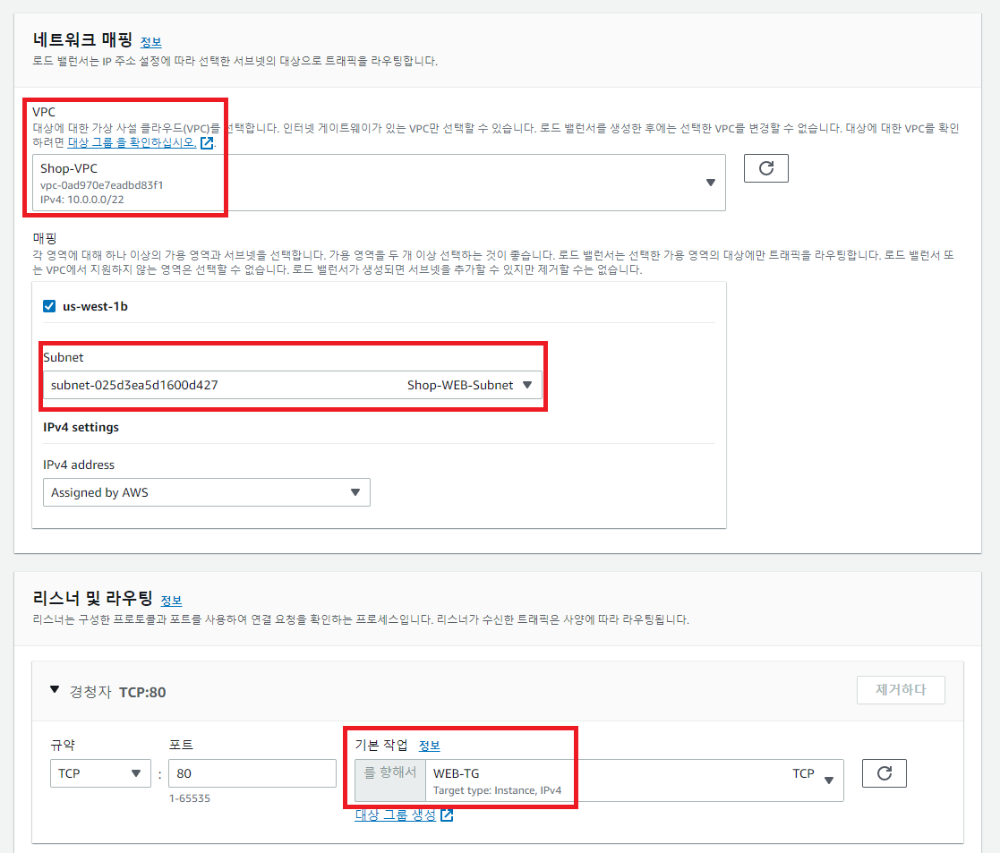 네트워크 매핑 정보
로드 밸런서는 IP 주소 설정에 따라 선택한 서브넷의 대상으로 트래픽을 라우팅합니다.
VPC
대상에 대한 가상 사설 클라우드(VPC)를 선택합니다. 인터넷 게이트웨이가 있는 VPC만 선택할 수 있습니다. 로드 밸런서를 생성한 후에는 선택한 VPC를 변경할 수 없습니다. 대상에 대한 VPC를 확인
하려면 대상 그룹 을 확인하십시오.
Shop-VPC
vpc-0ad970e7eadbd83f1
IPv4: 10.0.0.0/22
매핑
각 영역에 대해 하나 이상의 가용 영역과 서브넷을 선택합니다. 가용 영역을 두 개 이상 선택하는 것이 좋습니다. 로드 밸런서는 선택한 가용 영역의 대상에만 트래픽을 라우팅합니다. 로드 밸런서 또
는 VPC에서 지원하지 않는 영역은 선택할 수 없습니다. 로드 밸런서가 생성되면 서브넷을 추가할 수 있지만 제거할 수는 없습니다.
us-west-1b
Subnet
subnet-025d3ea5d1600d427 Shop-WEB-Subnet
IPv4 settings
IPv4 address
Assigned by AWS
리스너 및 라우팅 정보
리스너는 구성한 프로토콜과 포트를 사용하여 연결 요청을 확인하는 프로세스입니다. 리스너가 수신한 트래픽은 사양에 따라 라우팅됩니다.
경청자 TCP:80 제거하다
규약 포트 기본 작업 정보
TCP : 80 를 향해서 WEB-TG TCP
Target type: Instance, IPv4
1-65535
대상 그룹 생성